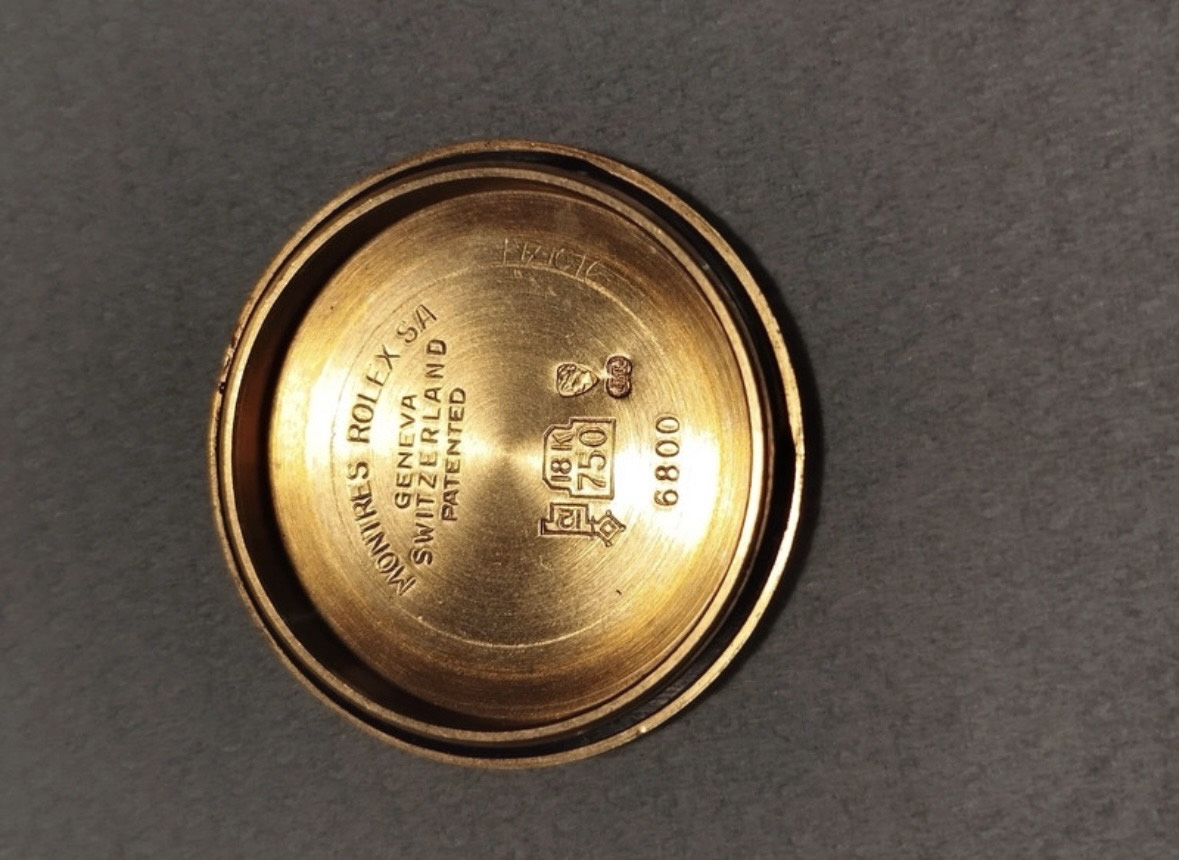 MONTRES ROLEX SA
GENEVA
SWITZERLAND
PATENTED
18K
750
6800